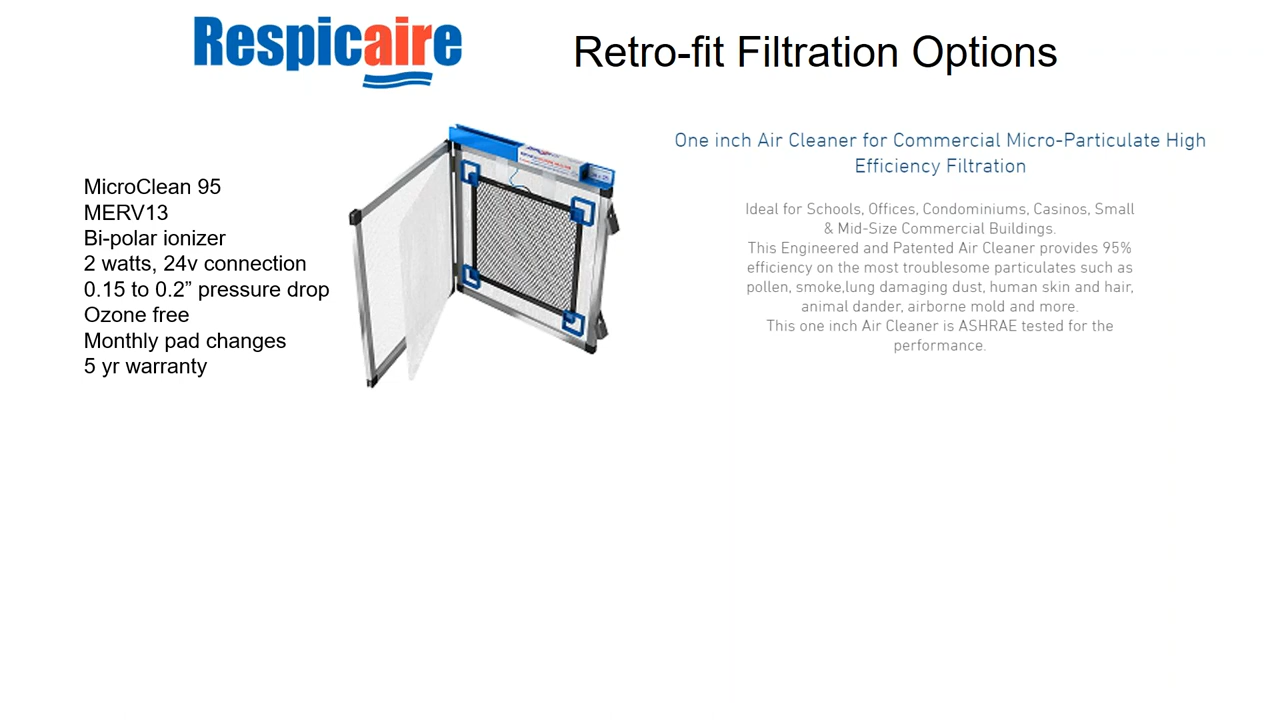 Respicaire
Retro-fit Filtration Options
MicroClean 95
MERV13
Bi-polar ionizer
2 watts, 24v connection
0.15 to 0.2” pressure drop
Ozone free
Monthly pad changes
5 yr warranty
One inch Air Cleaner for Commercial Micro-Particulate High
Efficiency Filtration
Ideal for Schools, Offices, Condominiums, Casinos, Small
& Mid-Size Commercial Buildings.
This Engineered and Patented Air Cleaner provides 95%
efficiency on the most troublesome particulates such as
pollen, smoke,lung damaging dust, human skin and hair,
animal dander, airborne mold and more.
This one inch Air Cleaner is ASHRAE tested for the
performance.